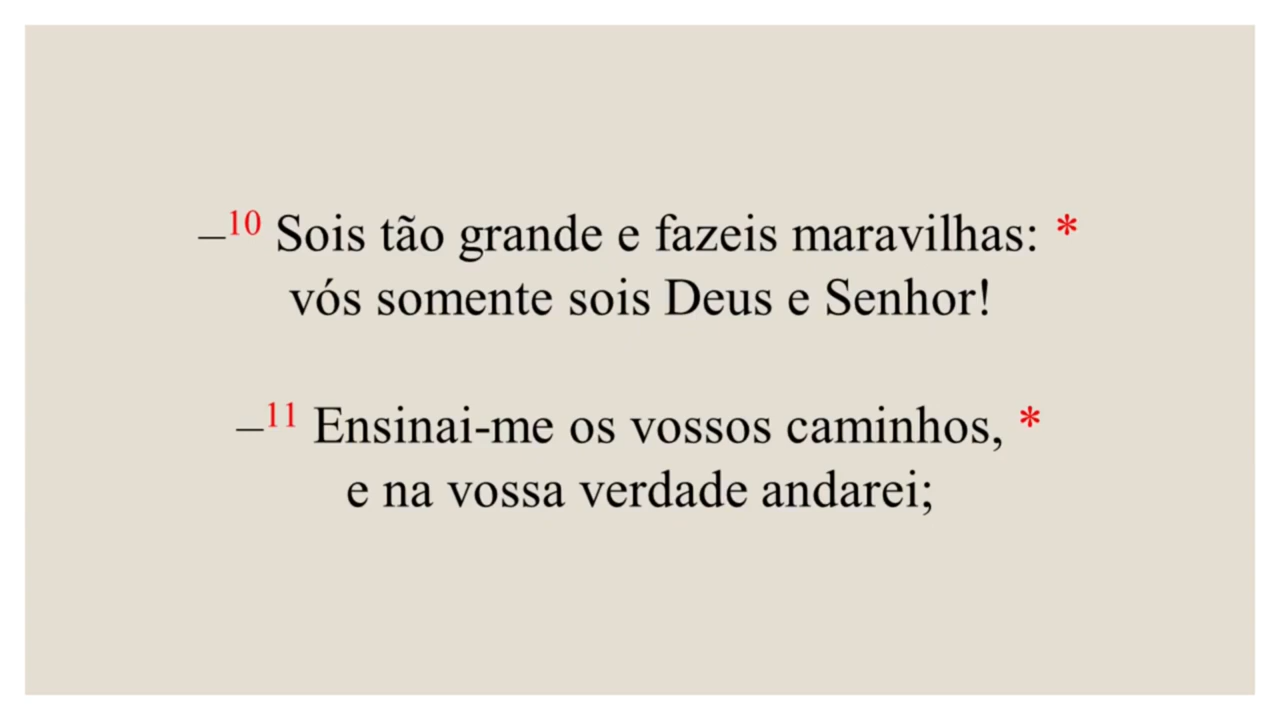 –10 Sois tão grande e fazeis maravilhas: *
vós somente sois Deus e Senhor!
–11 Ensinai-me os vossos caminhos, *
e na vossa verdade andarei;